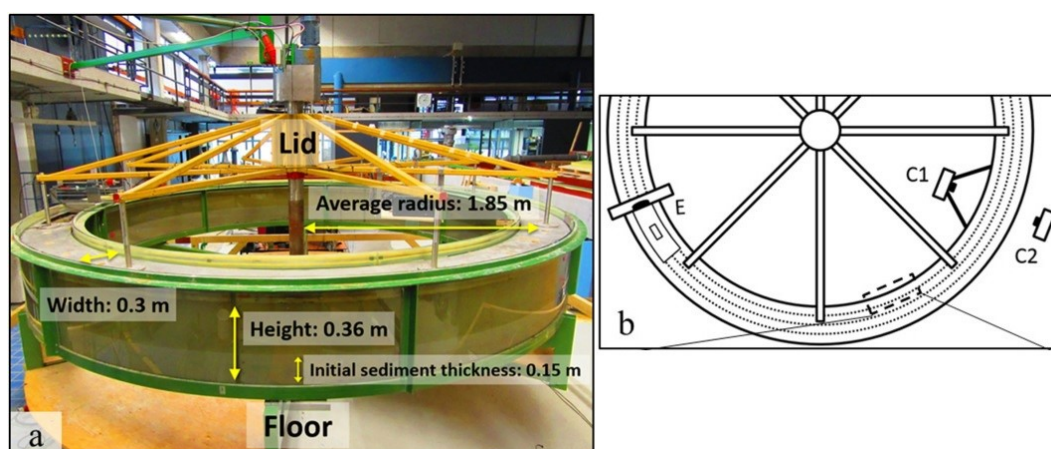 Lid
Average radius: 1.85 m
Width: 0.3 m
Height: 0.36 m
Initial sediment thickness: 0.15 m
Floor
a
E
C1
C2
b